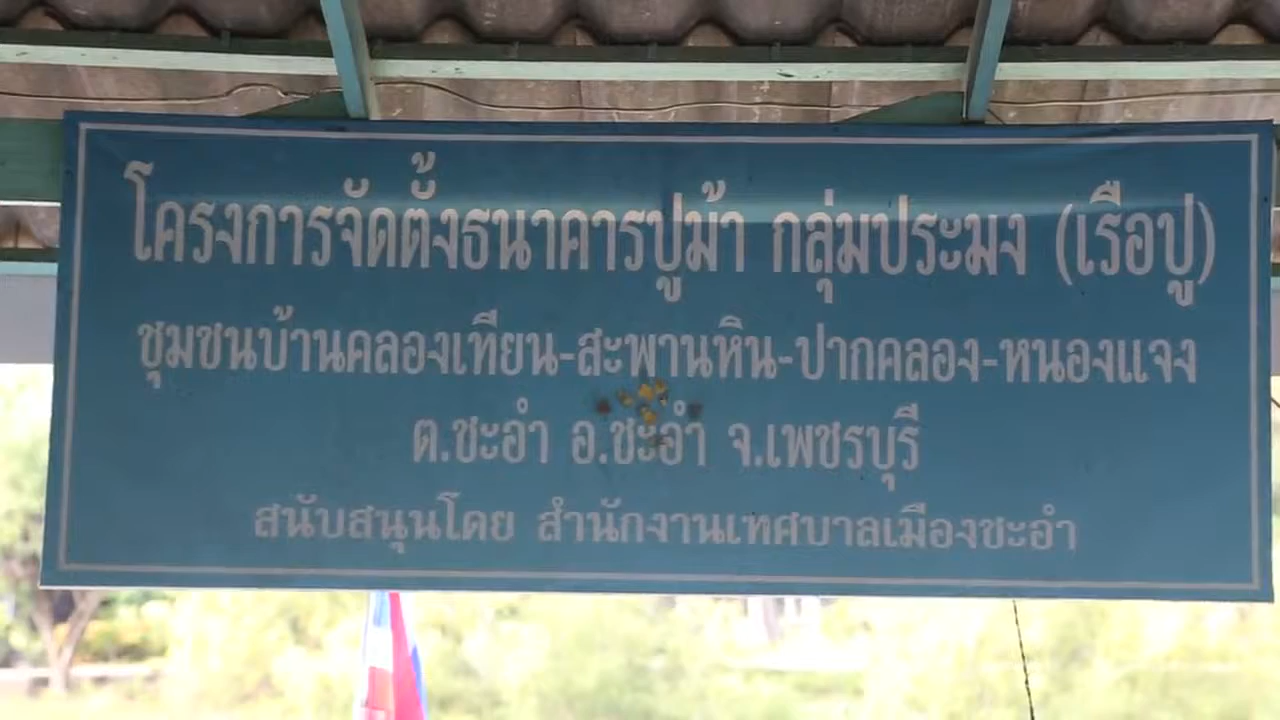 โครงการจัดตั้งธนาคารปูม้า กลุ่มประมง (เรือปู)
ชุมชนบ้านคลองเทียน-สะพานหิน-ปากคลอง-หนองแจง
ต.ชะอำ อ.ชะอำ จ.เพชรบุรี
สนับสนุนโดย สำนักงานเทศบาลเมืองชะอำ